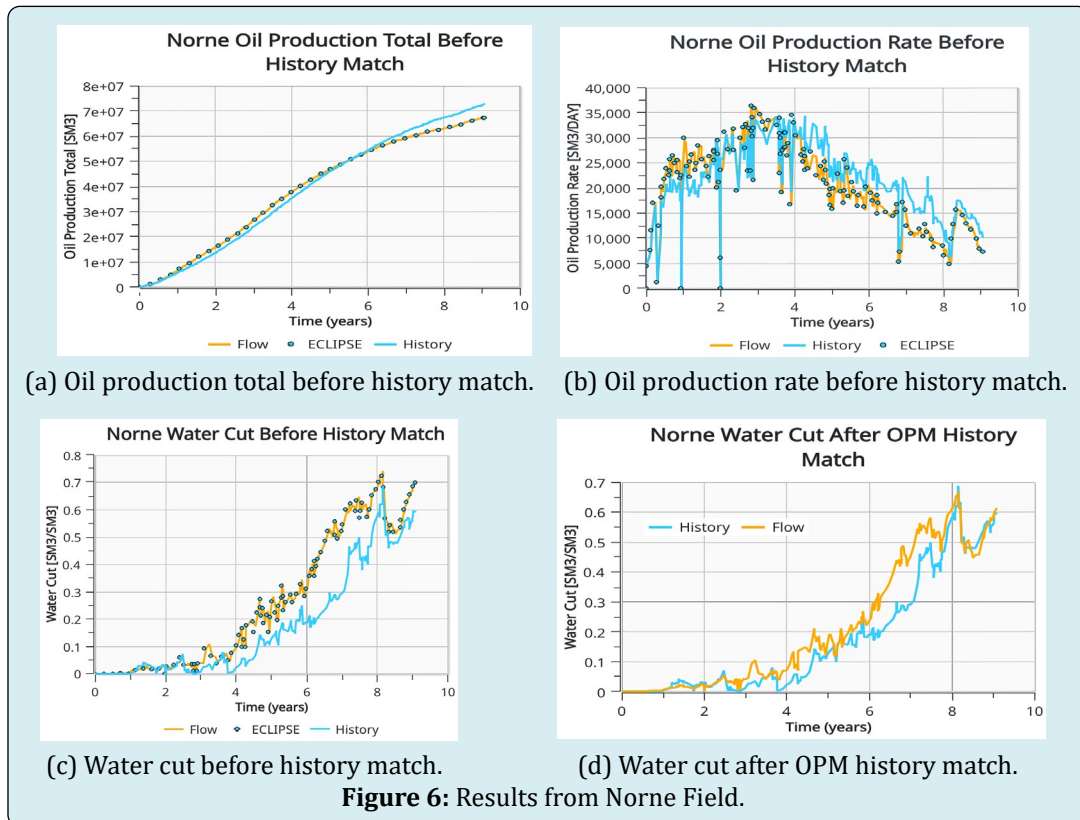 Norne Oil Production Total Before
History Match
8e+07
7e+07
6e+07
5e+07
4e+07
3e+07
2e+07
1e+07
0
Oil Production Total [SM3]
0 2 4 6 8 10
Time (years)
Flow ECLIPSE History
(a) Oil production total before history match.
Norne Oil Production Rate Before
History Match
40,000
35,000
30,000
25,000
20,000
15,000
10,000
5,000
0
Oil Production Rate [SM3/DAY]
0 2 4 6 8 10
Time (years)
Flow History ECLIPSE
(b) Oil production rate before history match.
Norne Water Cut Before History Match
0.8
0.7
0.6
0.5
0.4
0.3
0.2
0.1
0
Water Cut [SM3/SM3]
0 2 4 6 8 10
Time (years)
Flow ECLIPSE History
(c) Water cut before history match.
Norne Water Cut After OPM History
Match
0.7
0.6
0.5
0.4
0.3
0.2
0.1
0
Water Cut [SM3/SM3]
History Flow
0 2 4 6 8 10
Time (years)
(d) Water cut after OPM history match.
Figure 6: Results from Norne Field.